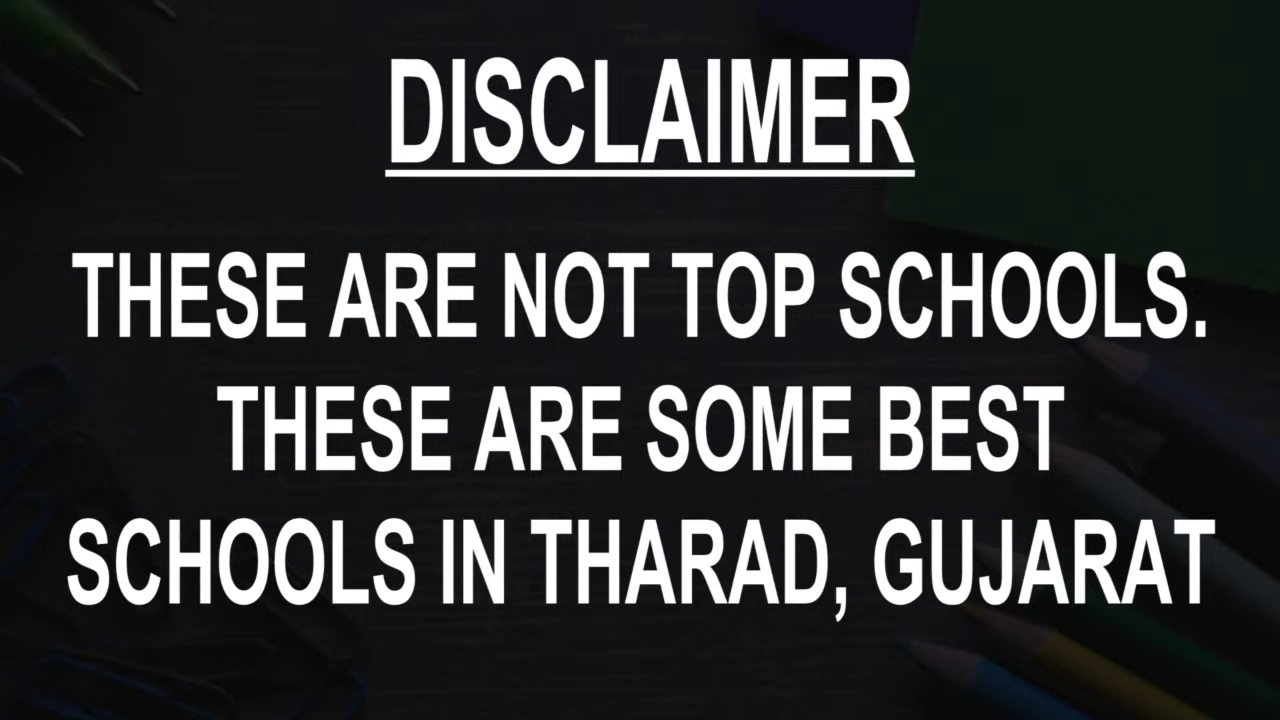 DISCLAIMER
THESE ARE NOT TOP SCHOOLS.
THESE ARE SOME BEST
SCHOOLS IN THARAD, GUJARAT